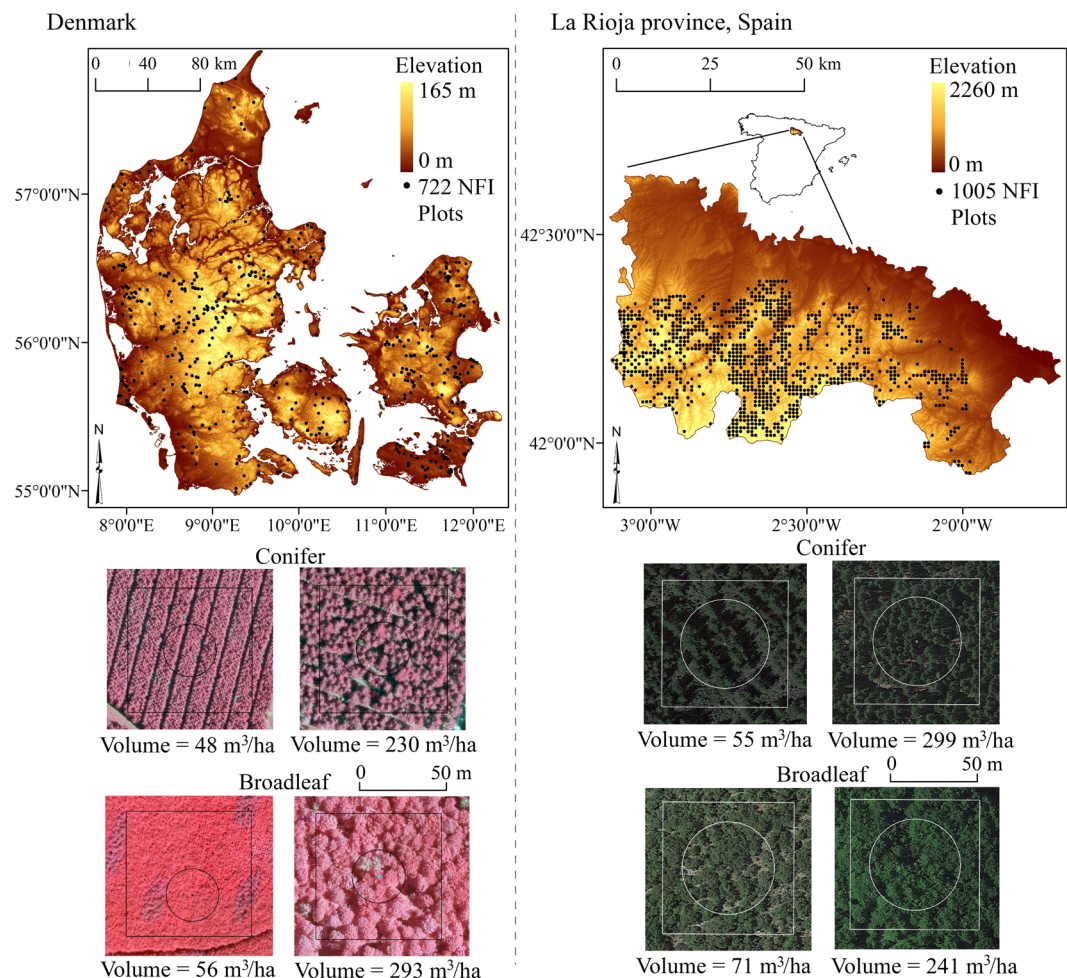 Denmark
0 40 80 km
Elevation
165 m
0 m
722 NFI
Plots
57°0'0"N
56°0'0"N
55°0'0"N
N
8°0'0"E 9°0'0"E 10°0'0"E 11°0'0"E 12°0'0"E
Conifer
Volume = 48 m³/ha Volume = 230 m³/ha
Broadleaf 0 50 m
Volume = 56 m³/ha Volume = 293 m³/ha
La Rioja province, Spain
0 25 50 km
Elevation
2260 m
0 m
1005 NFI
Plots
42°30'0"N
42°0'0"N
N
3°0'0"W 2°30'0"W 2°0'0"W
Conifer
Volume = 55 m³/ha Volume = 299 m³/ha
Broadleaf 0 50 m
Volume = 71 m³/ha Volume = 241 m³/ha